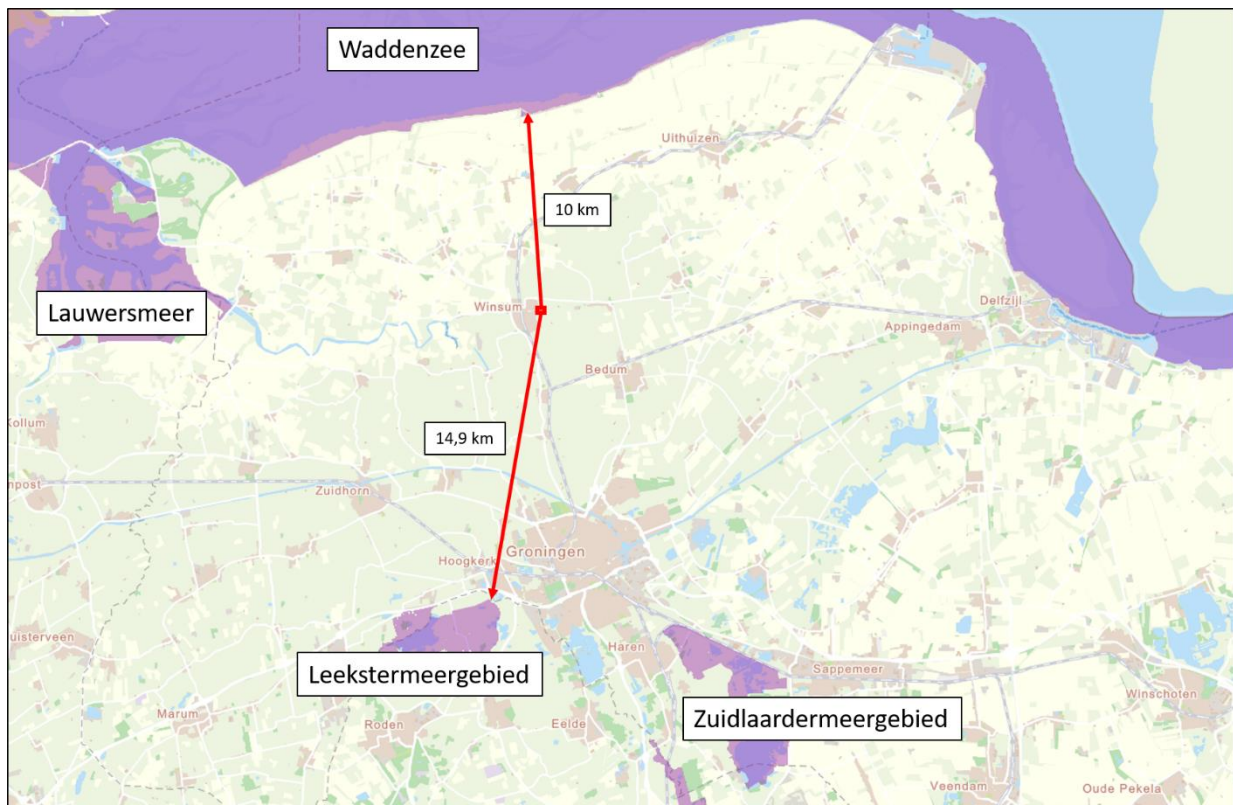 Waddenzee
Uithuizen
10 km
Lauwersmeer
Winsum
Delfzijl
Appingedam
Bedum
Kollum
14,9 km
Zuidhorn
Groningen
Hoogkerk
Haren
Leekstermeergebied
Sappemeer
Winschoten
Marum
Roden
Eelde
Zuidlaardermeergebied
Veendam
Oude Pekela